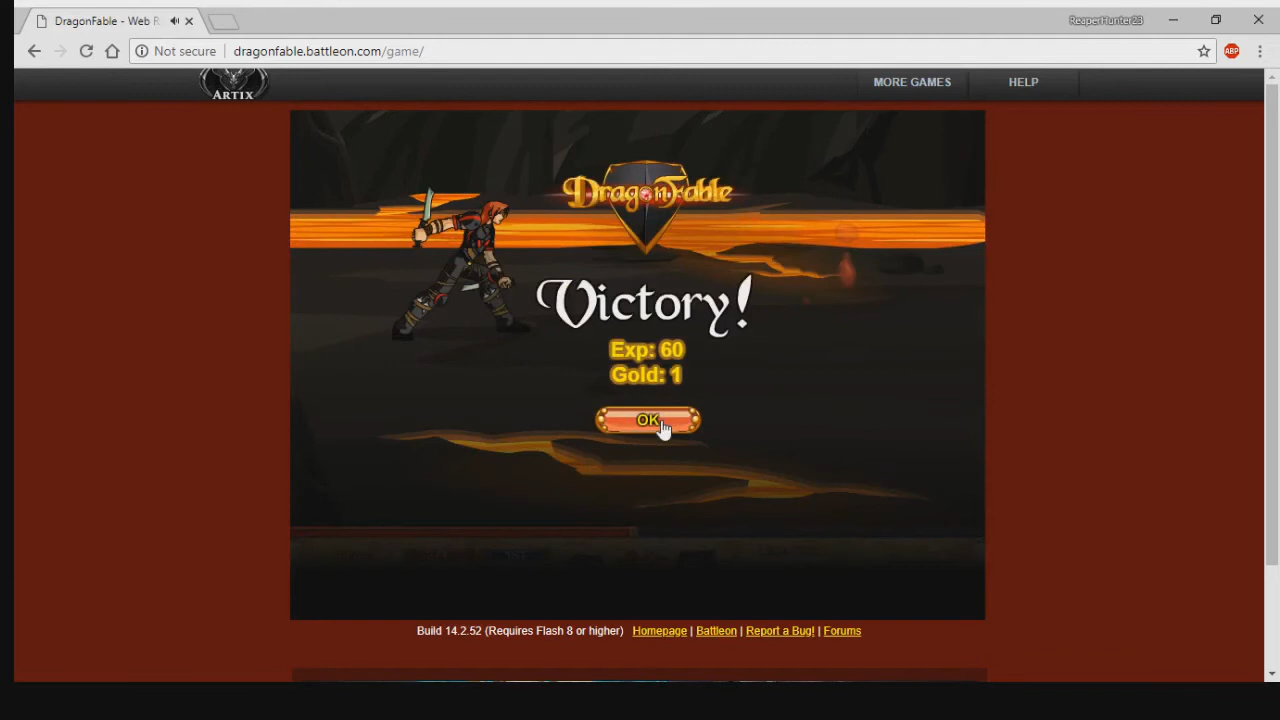 DragonFable - Web R
ReaperHunter23
Not secure
dragonfable.battleon.com/game/
ABP
ARTIX
MORE GAMES
HELP
DragonFable
Victory!
Exp: 60
Gold: 1
OK
Build 14.2.52 (Requires Flash 8 or higher) Homepage | Battleon | Report a Bug! | Forums